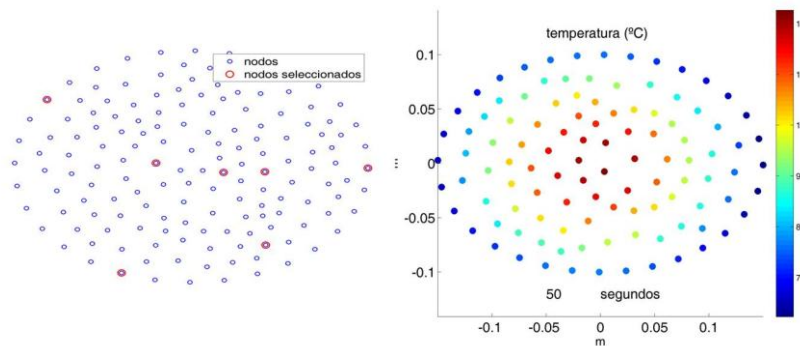 nodos
nodos seleccionados
...
temperatura (ºC)
0.1
0.05
0
-0.05
-0.1
50 segundos
-0.1 -0.05 0 0.05 0.1
m